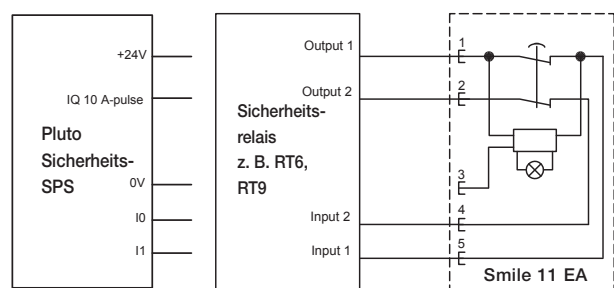 +24V
IQ 10 A-pulse
Pluto
Sicherheits-
SPS
0V
I0
I1
Output 1
Output 2
Sicherheits-
relais
z. B. RT6,
RT9
Input 2
Input 1
1
2
3
4
5
Smile 11 EA